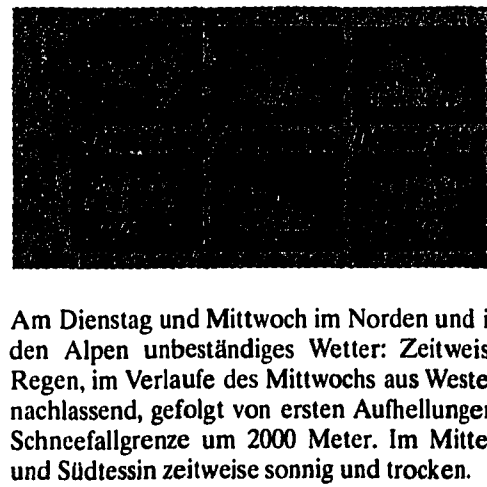 Am Dienstag und Mittwoch im Norden und i
den Alpen unbeständiges Wetter: Zeitweis
Regen, im Verlaufe des Mittwochs aus Weste
nachlassend, gefolgt von ersten Aufhellunger
Schneefallgrenze um 2000 Meter. Im Mitte
und Südtessin zeitweise sonnig und trocken.